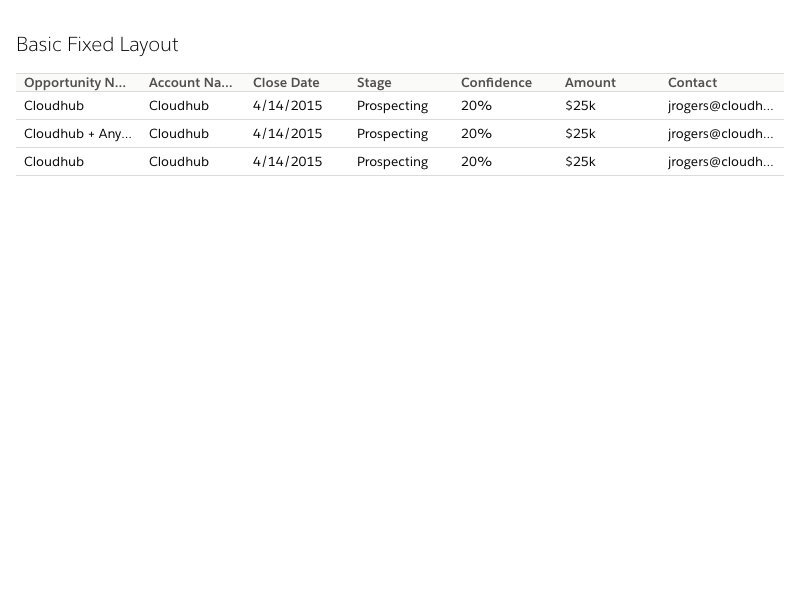 Basic Fixed Layout
Opportunity N... Account Na... Close Date Stage Confidence Amount Contact
Cloudhub Cloudhub 4/14/2015 Prospecting 20% $25k jrogers@cloudh...
Cloudhub + Any... Cloudhub 4/14/2015 Prospecting 20% $25k jrogers@cloudh...
Cloudhub Cloudhub 4/14/2015 Prospecting 20% $25k jrogers@cloudh...